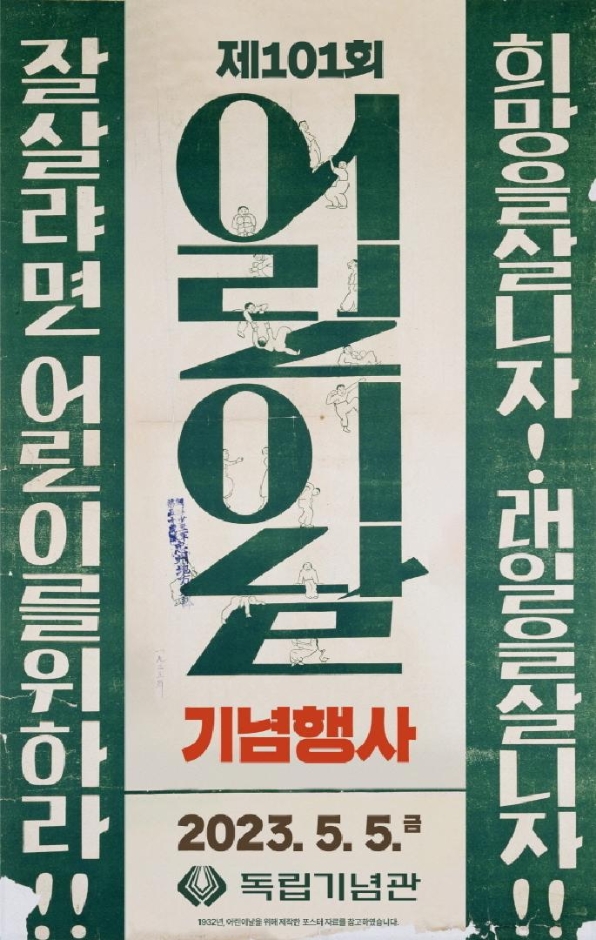 희망을살니자!래일을살니자!!
제101회
어린이날
기념행사
2023. 5. 5.금
독립기념관
1932년, 어린이날을 위해 제작한 포스터 자료를 참고하였습니다.
잘살랴면어린이를위하라!!